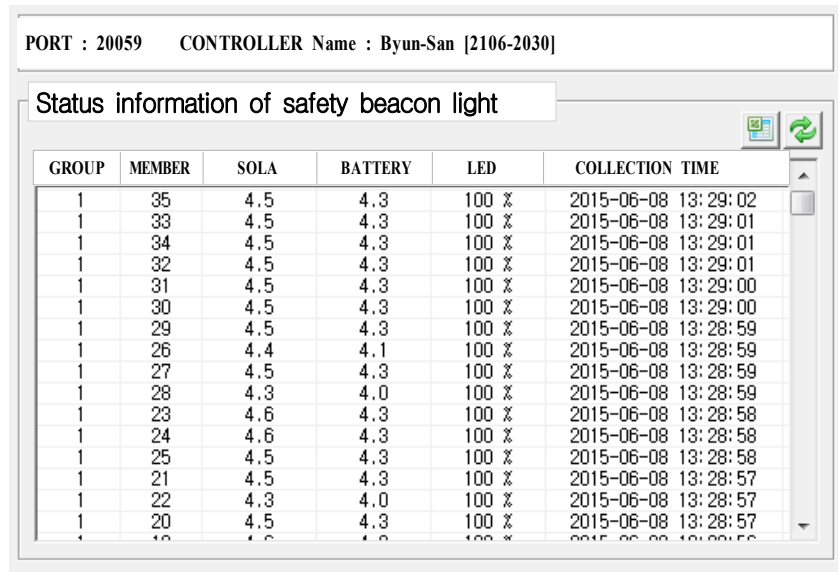 PORT : 20059 CONTROLLER Name : Byun-San [2106-2030]
Status information of safety beacon light
GROUP MEMBER SOLA BATTERY LED COLLECTION TIME
1 35 4.5 4.3 100 % 2015-06-08 13:29:02
1 33 4.5 4.3 100 % 2015-06-08 13:29:01
1 34 4.5 4.3 100 % 2015-06-08 13:29:01
1 32 4.5 4.3 100 % 2015-06-08 13:29:01
1 31 4.5 4.3 100 % 2015-06-08 13:29:00
1 30 4.5 4.3 100 % 2015-06-08 13:29:00
1 29 4.5 4.3 100 % 2015-06-08 13:28:59
1 26 4.4 4.1 100 % 2015-06-08 13:28:59
1 27 4.5 4.3 100 % 2015-06-08 13:28:59
1 28 4.3 4.0 100 % 2015-06-08 13:28:59
1 23 4.6 4.3 100 % 2015-06-08 13:28:58
1 24 4.6 4.3 100 % 2015-06-08 13:28:58
1 25 4.5 4.3 100 % 2015-06-08 13:28:58
1 21 4.5 4.3 100 % 2015-06-08 13:28:57
1 22 4.3 4.0 100 % 2015-06-08 13:28:57
1 20 4.5 4.3 100 % 2015-06-08 13:28:57